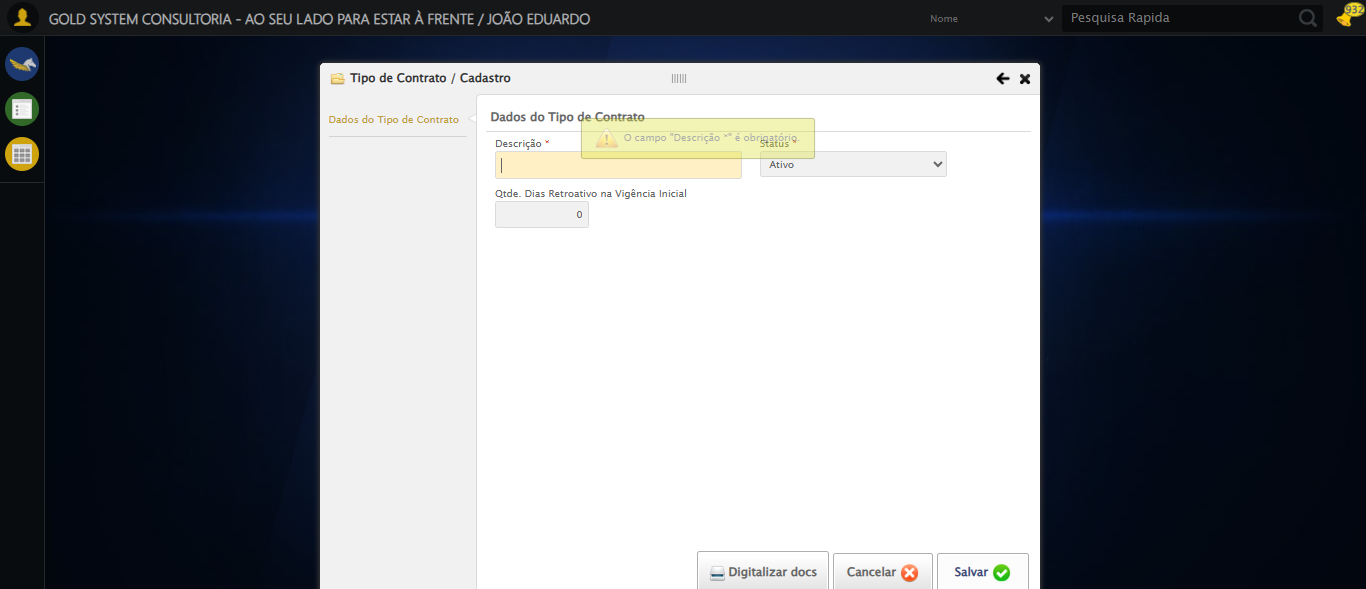 GOLD SYSTEM CONSULTORIA - AO SEU LADO PARA ESTAR À FRENTE / JOÃO EDUARDO
Nome
Pesquisa Rapida
932
Tipo de Contrato / Cadastro
Dados do Tipo de Contrato
Dados do Tipo de Contrato
O campo "Descrição *" é obrigatório.
Descrição *
Status *
Ativo
Qtde. Dias Retroativo na Vigência Inicial
0
Digitalizar docs
Cancelar
Salvar